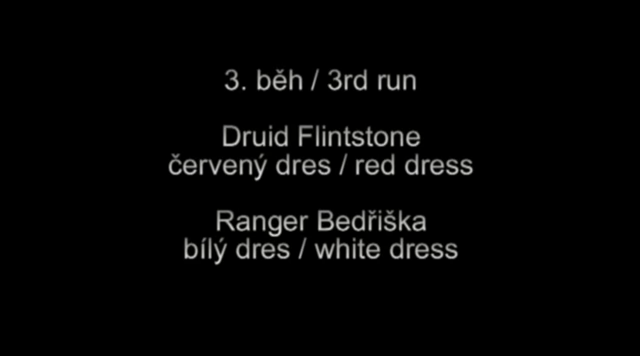 3. běh / 3rd run
Druid Flintstone
červený dres / red dress
Ranger Bedřiška
bílý dres / white dress